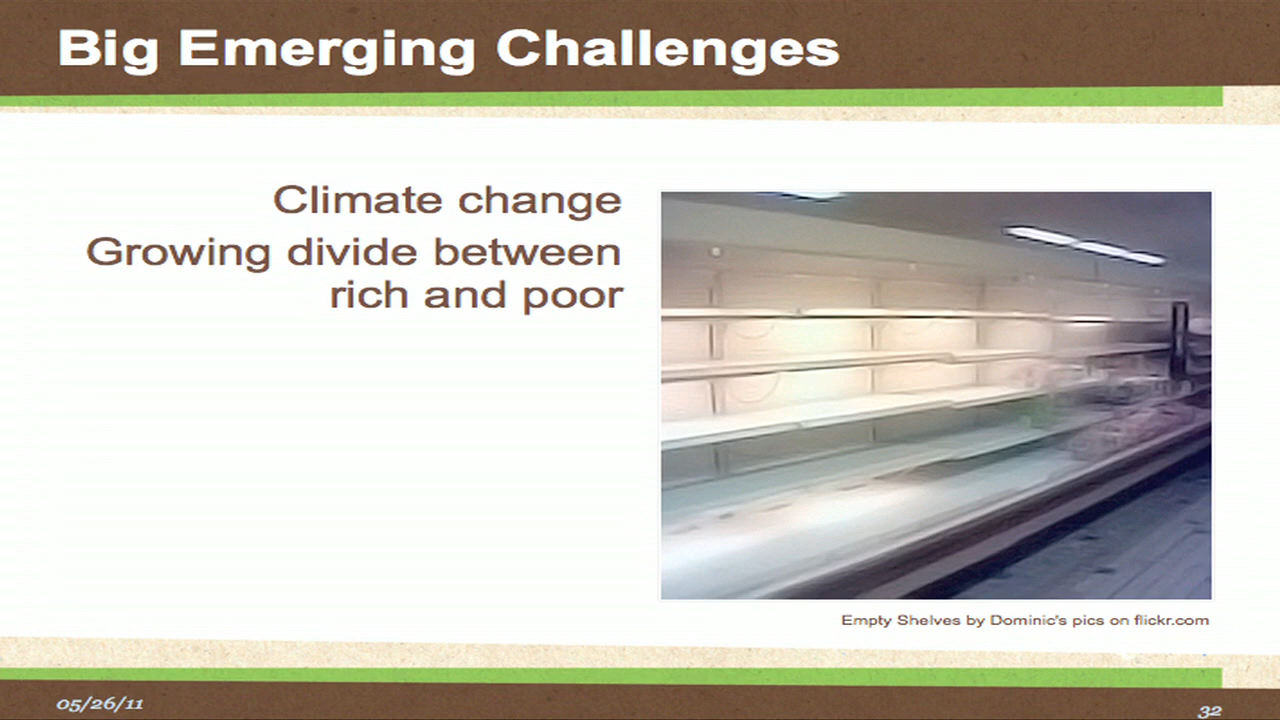 Big Emerging Challenges
Climate change
Growing divide between
rich and poor
Empty Shelves by Dominic's pics on flickr.com
05/26/11
32